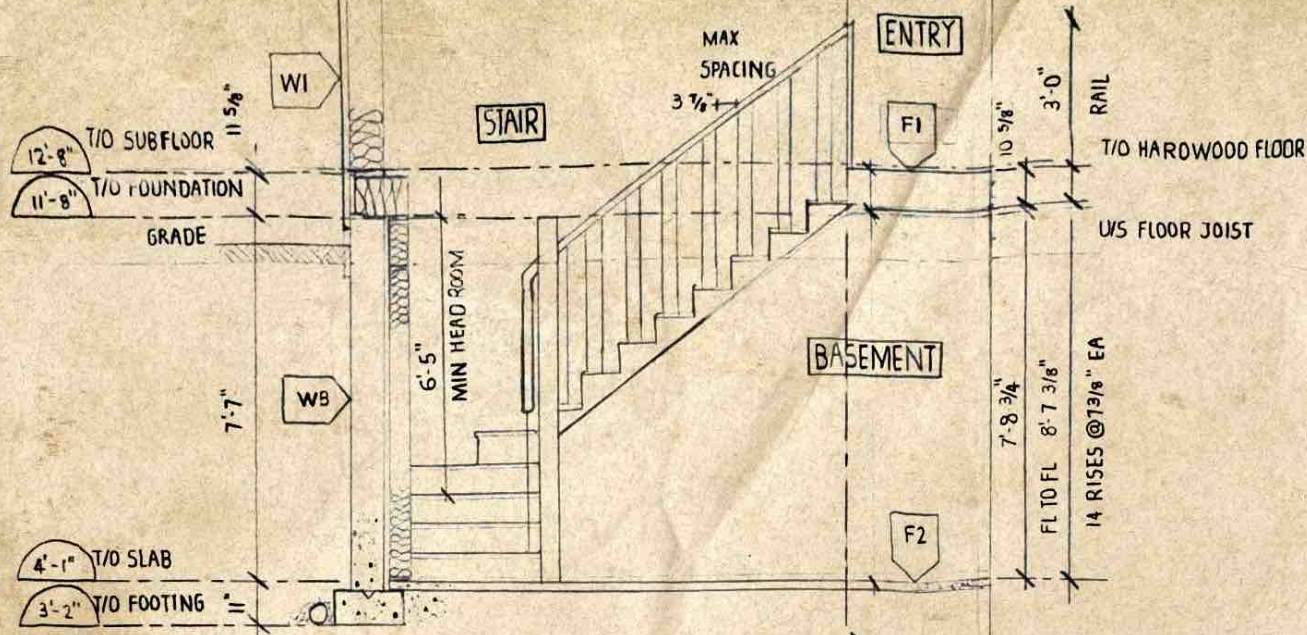 MAX
SPACING
3 7/8"
ENTRY
W1
STAIR
F1
11 5/8"
10 5/8"
3'-0"
RAIL
12'-8" T/O SUBFLOOR
T/O HARDWOOD FLOOR
11'-8" T/O FOUNDATION
U/S FLOOR JOIST
GRADE
6'-5"
MIN HEAD ROOM
BASEMENT
7'-7"
WB
7'-8 3/4"
FL TO FL 8'-7 3/8"
14 RISES @7 3/8" EA
F2
4'-1" T/O SLAB
3'-2" T/O FOOTING